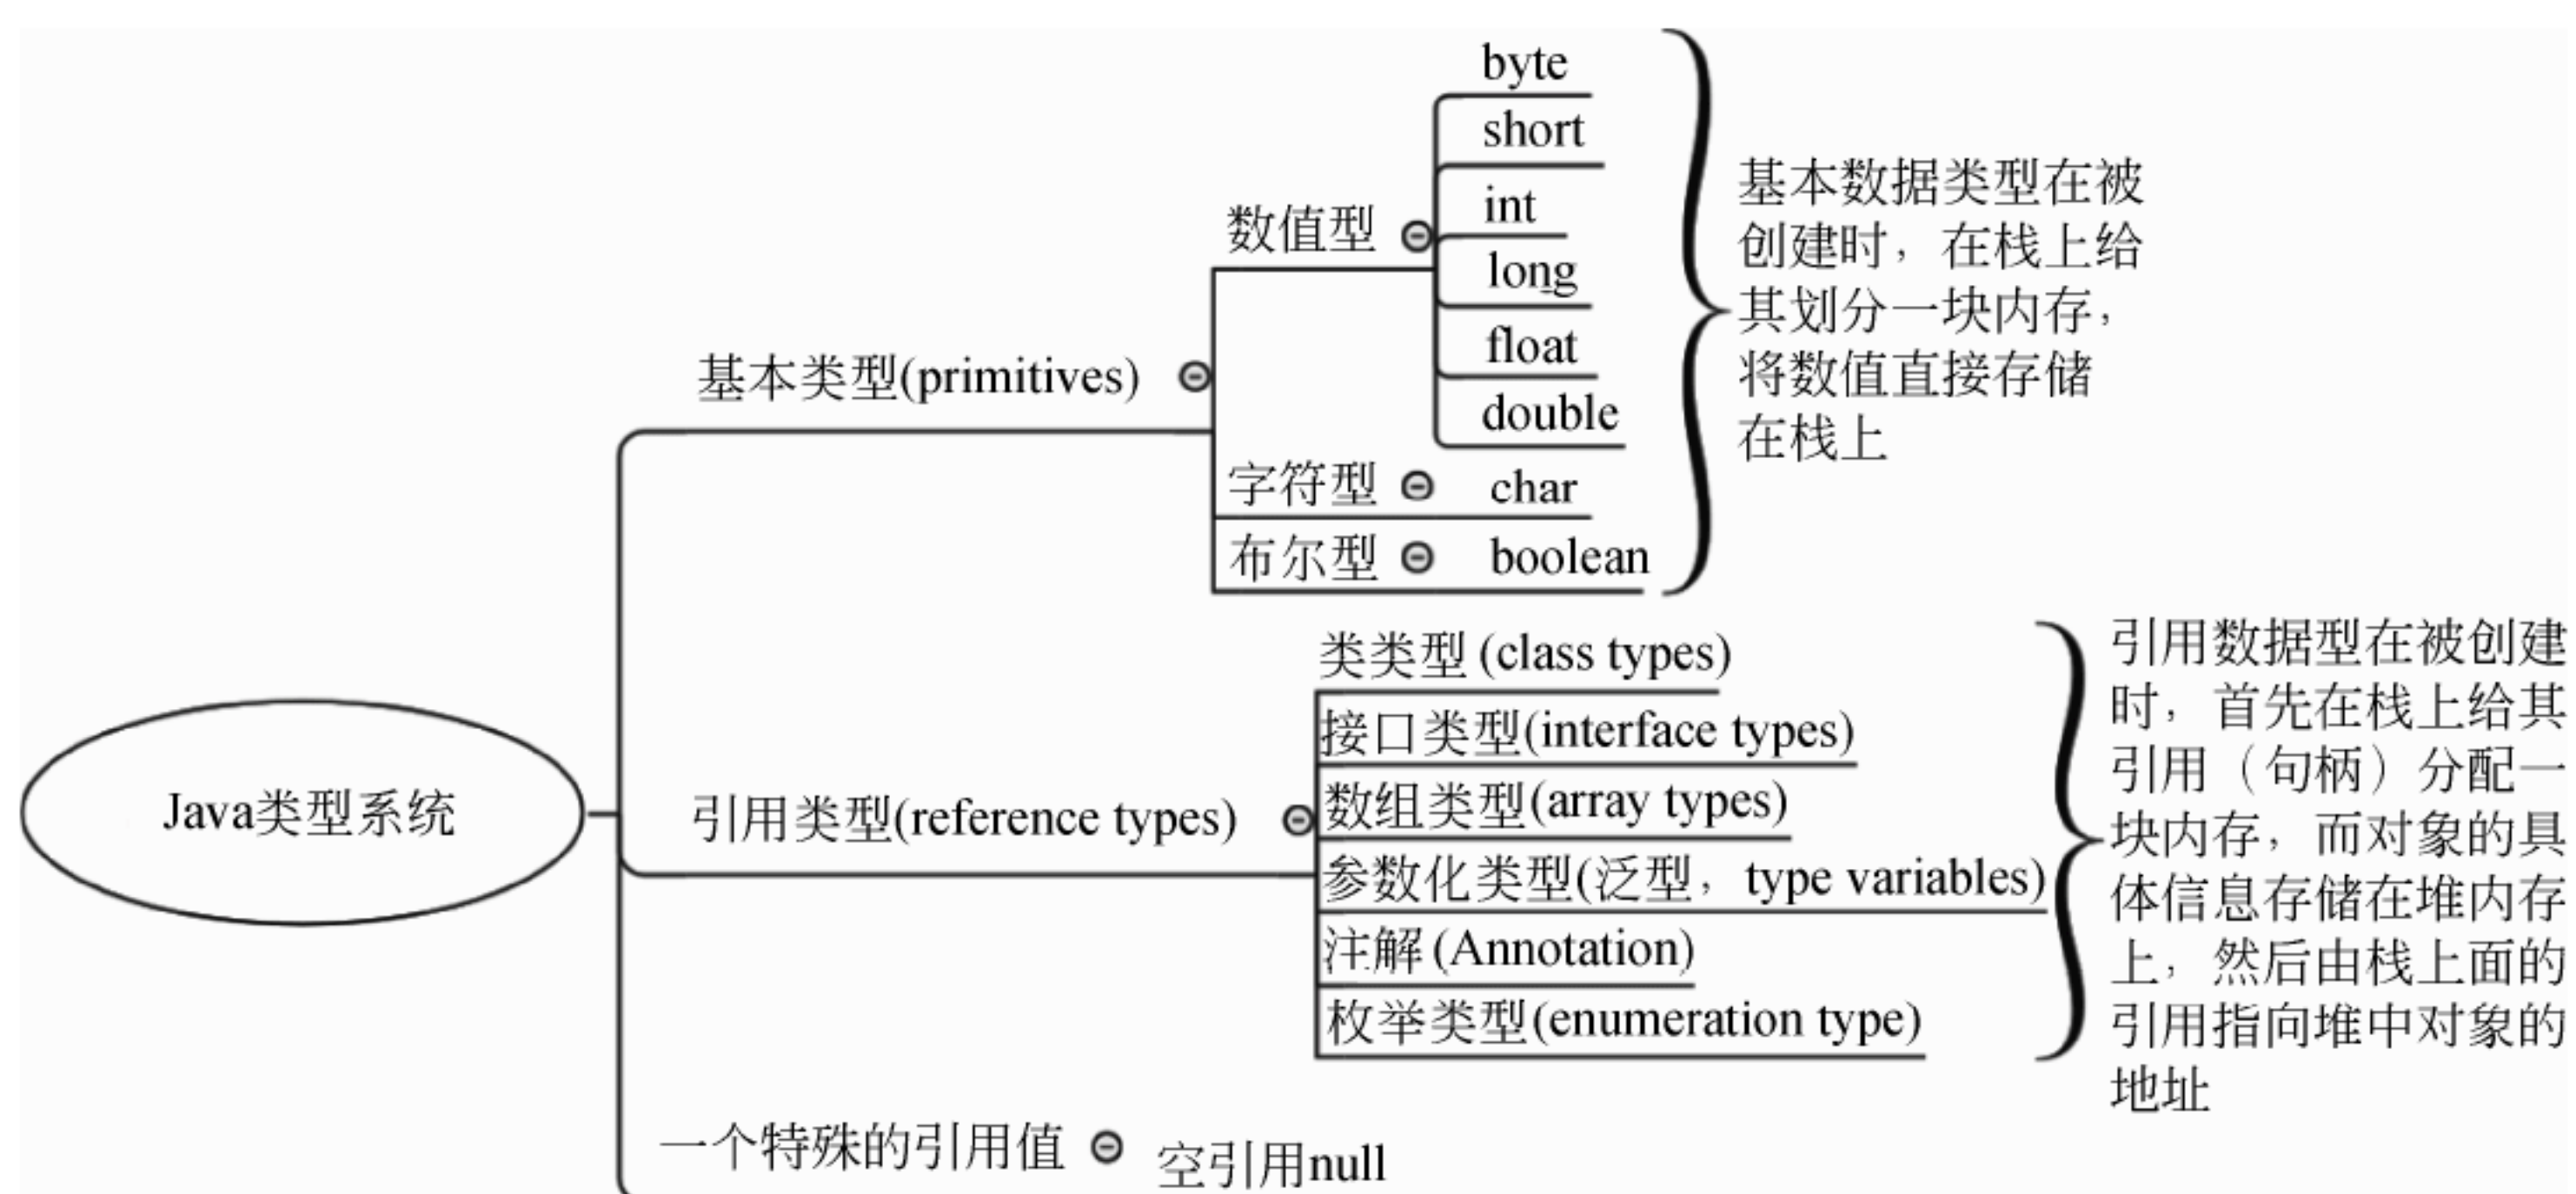 Java类型系统
基本类型(primitives)
数值型
byte
short
int
long
float
double
字符型
char
布尔型
boolean
基本数据类型在被
创建时，在栈上给
其划分一块内存，
将数值直接存储
在栈上
引用类型(reference types)
类类型 (class types)
接口类型(interface types)
数组类型(array types)
参数化类型(泛型，type variables)
注解 (Annotation)
枚举类型(enumeration type)
引用数据型在被创建
时，首先在栈上给其
引用（句柄）分配一
块内存，而对象的具
体信息存储在堆内存
上，然后由栈上面的
引用指向堆中对象的
地址
一个特殊的引用值
空引用null